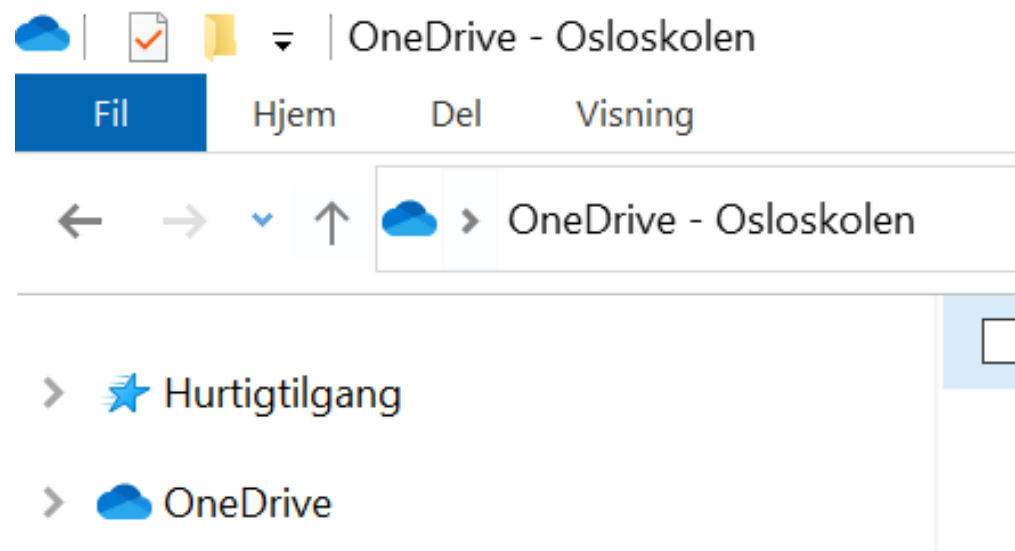 OneDrive - Osloskolen
Fil Hjem Del Visning
OneDrive - Osloskolen
Hurtigtilgang
OneDrive